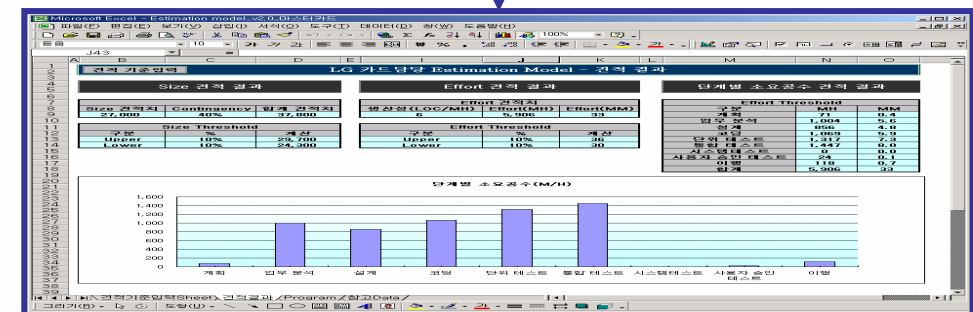 Microsoft Excel - Estimation model_v2.0_마스터카드
파일(F) 편집(E) 보기(V) 삽입(I) 서식(O) 도구(T) 데이터(D) 창(W) 도움말(H)
100%
돋움 10 가 가 가
J43 =
A B C D E I J K L M N O
견적 기준입력 LG 카드담당 Estimation Model - 견적 결과
Size 견적 결과 Effort 견적 결과 단계별 소요공수 견적 결과
Size 견적치 Contingency 합계 견적치
27,000 40% 37,800
Size Threshold
구분 % 계산
Upper 10% 29,700
Lower 10% 24,300
Effort 견적치
생산성(LOC/MH) Effort(MH) Effort(MM)
6 5,906 33
Effort Threshold
구분 % 계산
Upper 10% 36
Lower 10% 30
Effort Threshold
구분 MH MM
계획 71 0.4
업무 분석 1,004 5.6
설계 856 4.8
코딩 1,069 5.9
단위 테스트 1,317 7.3
통합 테스트 1,447 8.0
시스템테스트 0 0.0
사용자 승인 테스트 24 0.1
이행 118 0.7
합계 5,906 33
단계별 소요공수(M/H)
1,600
1,400
1,200
1,000
800
600
400
200
0
계획 업무 분석 설계 코딩 단위 테스트 통합 테스트 시스템테스트 사용자 승인 테스트 이행
견적기준입력Sheet 견적결과 Program 참고Data
그리기(R) 도형(U)